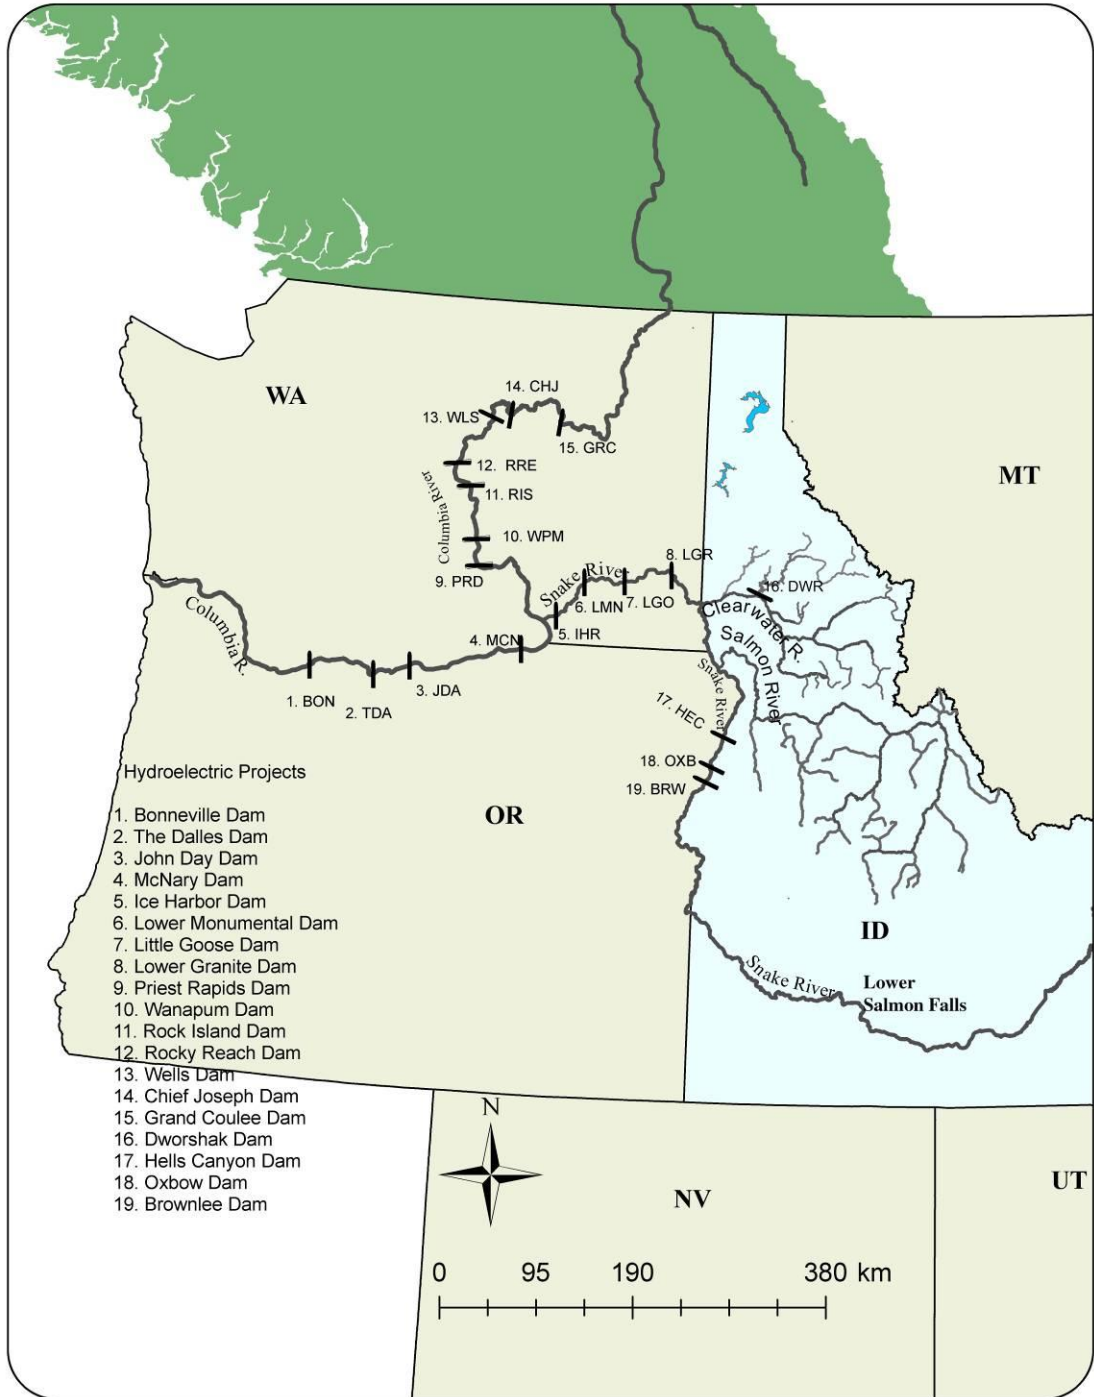 WA
14. CHJ
13. WLS
15. GRC
12. RRE
11. RIS
Columbia River
MT
10. WPM
9. PRD
8. LGR
Snake River
6. LMN
7. LGO
16. DWR
Clearwater R.
Columbia R.
5. IHR
4. MCN
Salmon River
3. JDA
1. BON
2. TDA
Snake River
17. HEC
18. OXB
19. BRW
Hydroelectric Projects
OR
1. Bonneville Dam
2. The Dalles Dam
3. John Day Dam
4. McNary Dam
5. Ice Harbor Dam
6. Lower Monumental Dam
7. Little Goose Dam
8. Lower Granite Dam
9. Priest Rapids Dam
10. Wanapum Dam
11. Rock Island Dam
12. Rocky Reach Dam
13. Wells Dam
14. Chief Joseph Dam
15. Grand Coulee Dam
16. Dworshak Dam
17. Hells Canyon Dam
18. Oxbow Dam
19. Brownlee Dam
ID
Snake River
Lower
Salmon Falls
N
NV
UT
0 95 190 380 km